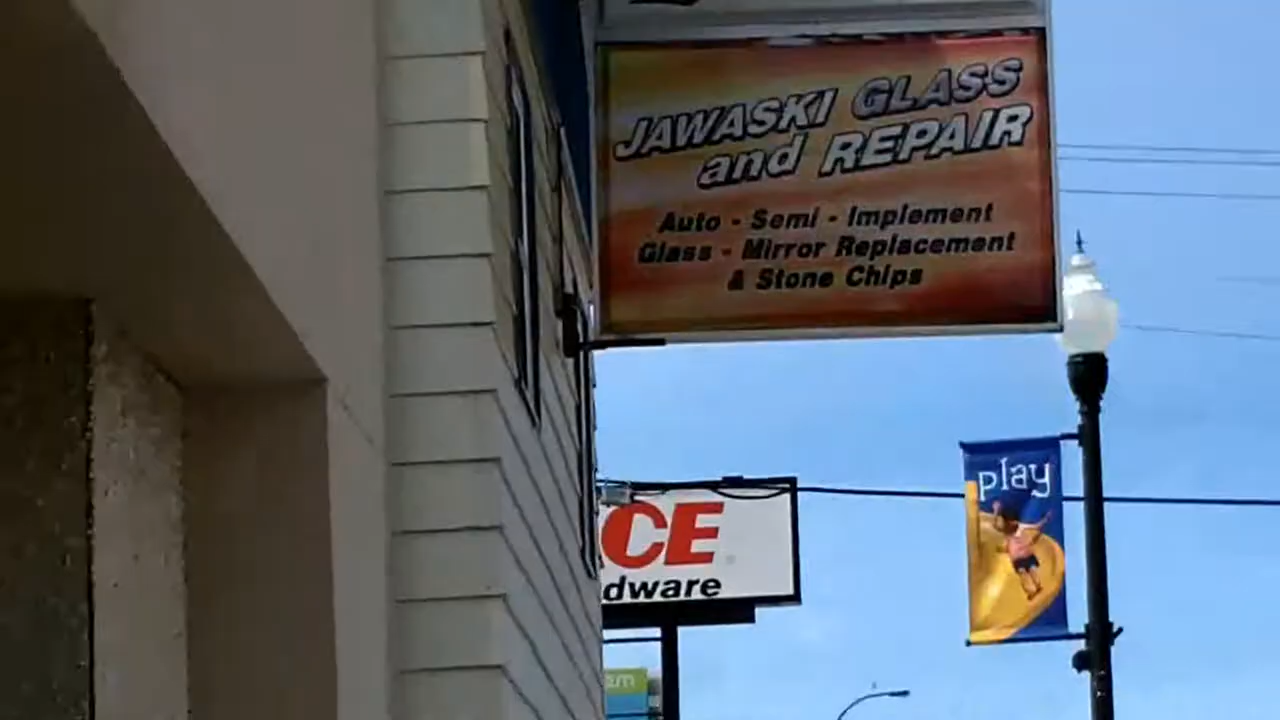 JAWASKI GLASS
and REPAIR
Auto - Semi - Implement
Glass - Mirror Replacement
& Stone Chips
play
CE
dware